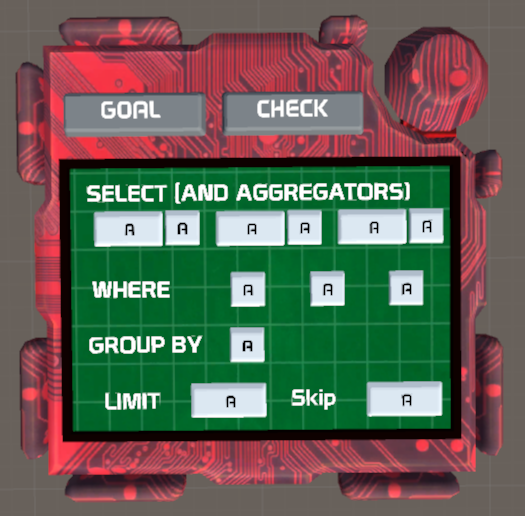 GOAL CHECK
SELECT (AND AGGREGATORS)
A A A A A A
WHERE A A A
GROUP BY A
LIMIT A Skip A